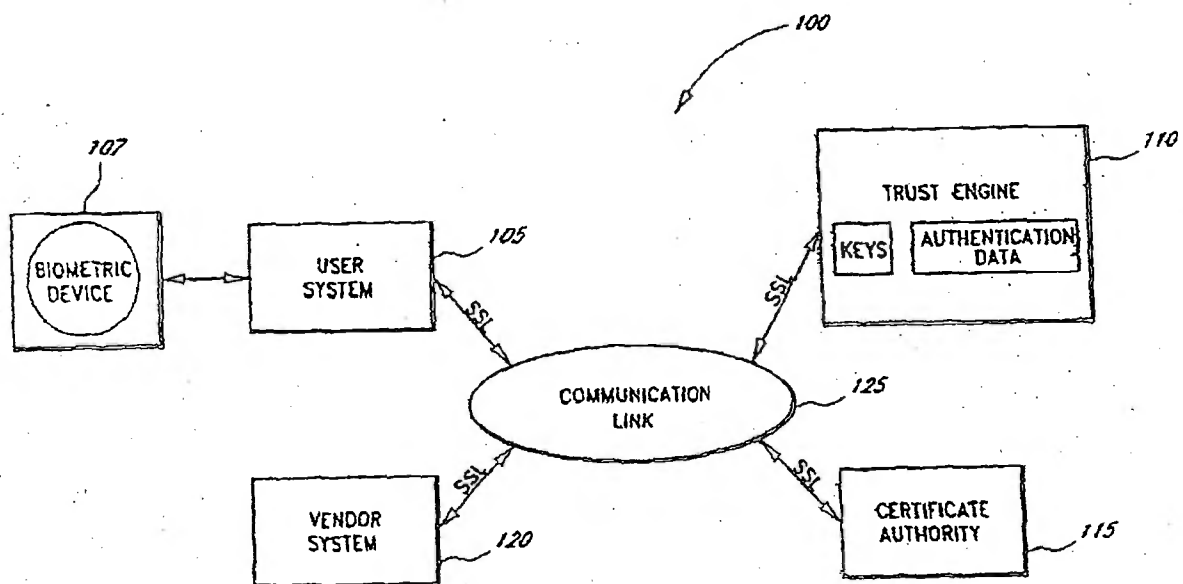 100
107
BIOMETRIC
DEVICE
USER
SYSTEM
105
SSL
110
TRUST ENGINE
KEYS
AUTHENTICATION
DATA
SSL
COMMUNICATION
LINK
125
SSL
VENDOR
SYSTEM
120
SSL
CERTIFICATE
AUTHORITY
115